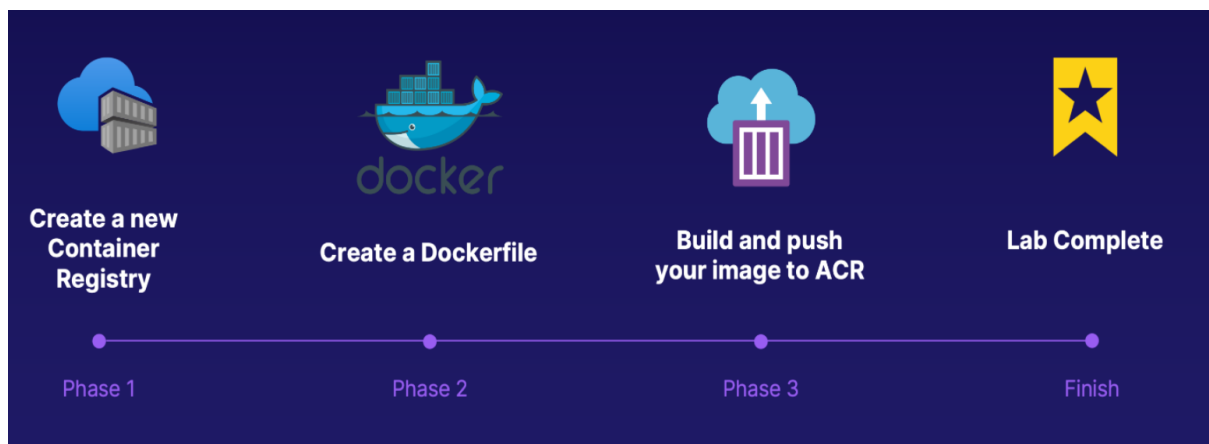 docker
Create a new
Container
Registry
Create a Dockerfile
Build and push
your image to ACR
Lab Complete
Phase 1
Phase 2
Phase 3
Finish